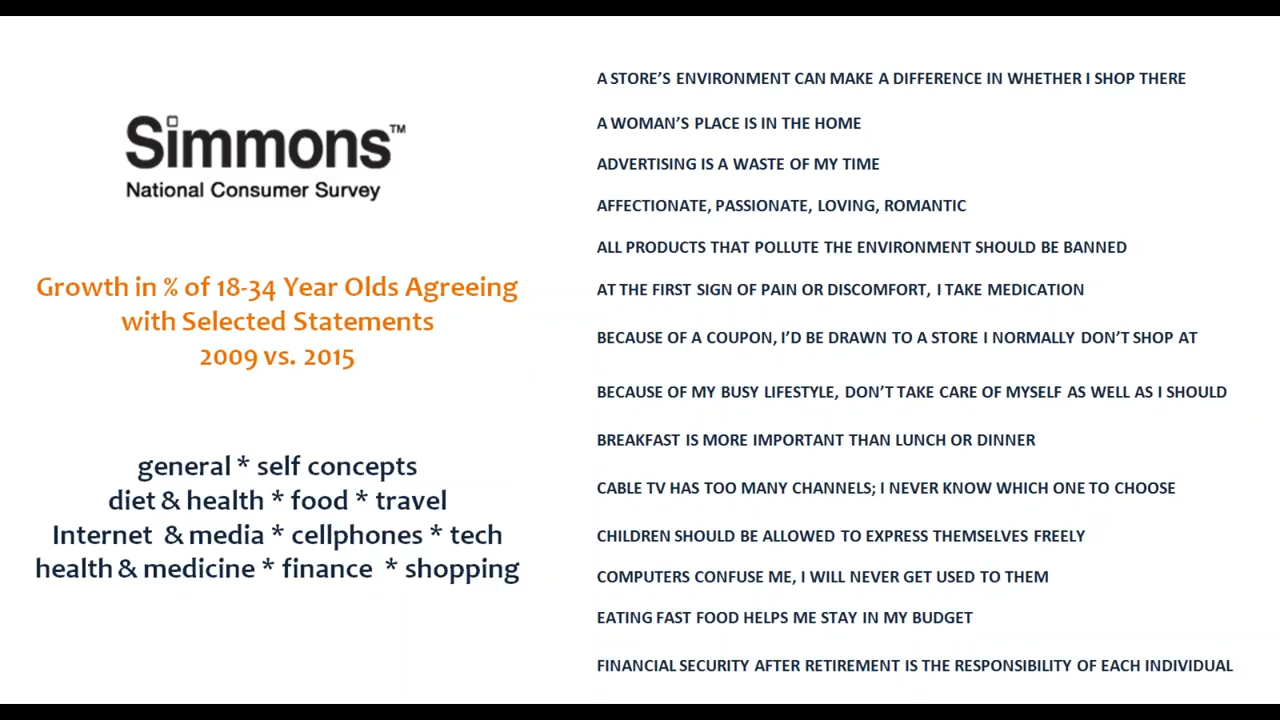 Simmons™
National Consumer Survey
Growth in % of 18-34 Year Olds Agreeing
with Selected Statements
2009 vs. 2015
general * self concepts
diet & health * food * travel
Internet & media * cellphones * tech
health & medicine * finance * shopping
A STORE'S ENVIRONMENT CAN MAKE A DIFFERENCE IN WHETHER I SHOP THERE
A WOMAN'S PLACE IS IN THE HOME
ADVERTISING IS A WASTE OF MY TIME
AFFECTIONATE, PASSIONATE, LOVING, ROMANTIC
ALL PRODUCTS THAT POLLUTE THE ENVIRONMENT SHOULD BE BANNED
AT THE FIRST SIGN OF PAIN OR DISCOMFORT, I TAKE MEDICATION
BECAUSE OF A COUPON, I'D BE DRAWN TO A STORE I NORMALLY DON'T SHOP AT
BECAUSE OF MY BUSY LIFESTYLE, DON'T TAKE CARE OF MYSELF AS WELL AS I SHOULD
BREAKFAST IS MORE IMPORTANT THAN LUNCH OR DINNER
CABLE TV HAS TOO MANY CHANNELS; I NEVER KNOW WHICH ONE TO CHOOSE
CHILDREN SHOULD BE ALLOWED TO EXPRESS THEMSELVES FREELY
COMPUTERS CONFUSE ME, I WILL NEVER GET USED TO THEM
EATING FAST FOOD HELPS ME STAY IN MY BUDGET
FINANCIAL SECURITY AFTER RETIREMENT IS THE RESPONSIBILITY OF EACH INDIVIDUAL